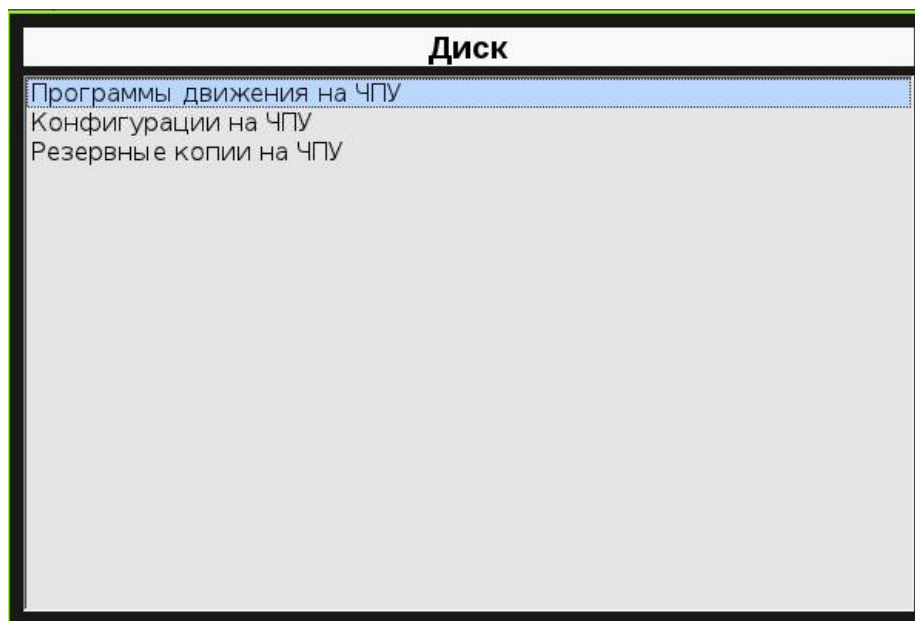 Диск
Программы движения на ЧПУ
Конфигурации на ЧПУ
Резервные копии на ЧПУ